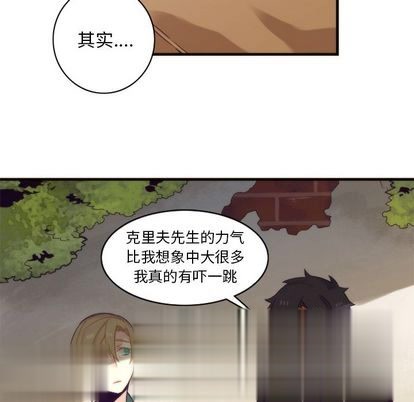 其实....
克里夫先生的力气
比我想象中大很多
我真的有吓一跳